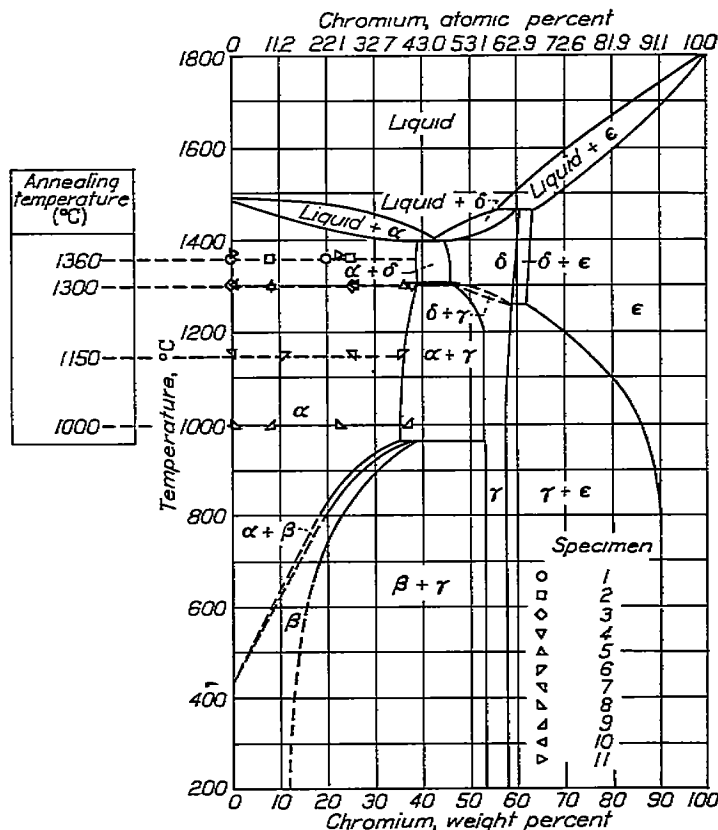 Chromium, atomic percent
0 11.2 22.1 32.7 43.0 53.1 62.9 72.6 81.9 91.1 100
1800
Liquid
1600
Liquid + ε
Annealing temperature (°C)
Liquid + δ
Liquid + α
1400
1360
α + δ
δ
δ + ε
1300
δ + γ
ε
1200
1150
α + γ
Temperature, °C
α
1000
1000
γ
γ + ε
800
α + β
Specimen
1
β + γ
2
600
3
β
4
5
6
400
7
8
9
10
11
200
0 10 20 30 40 50 60 70 80 90 100
Chromium, weight percent